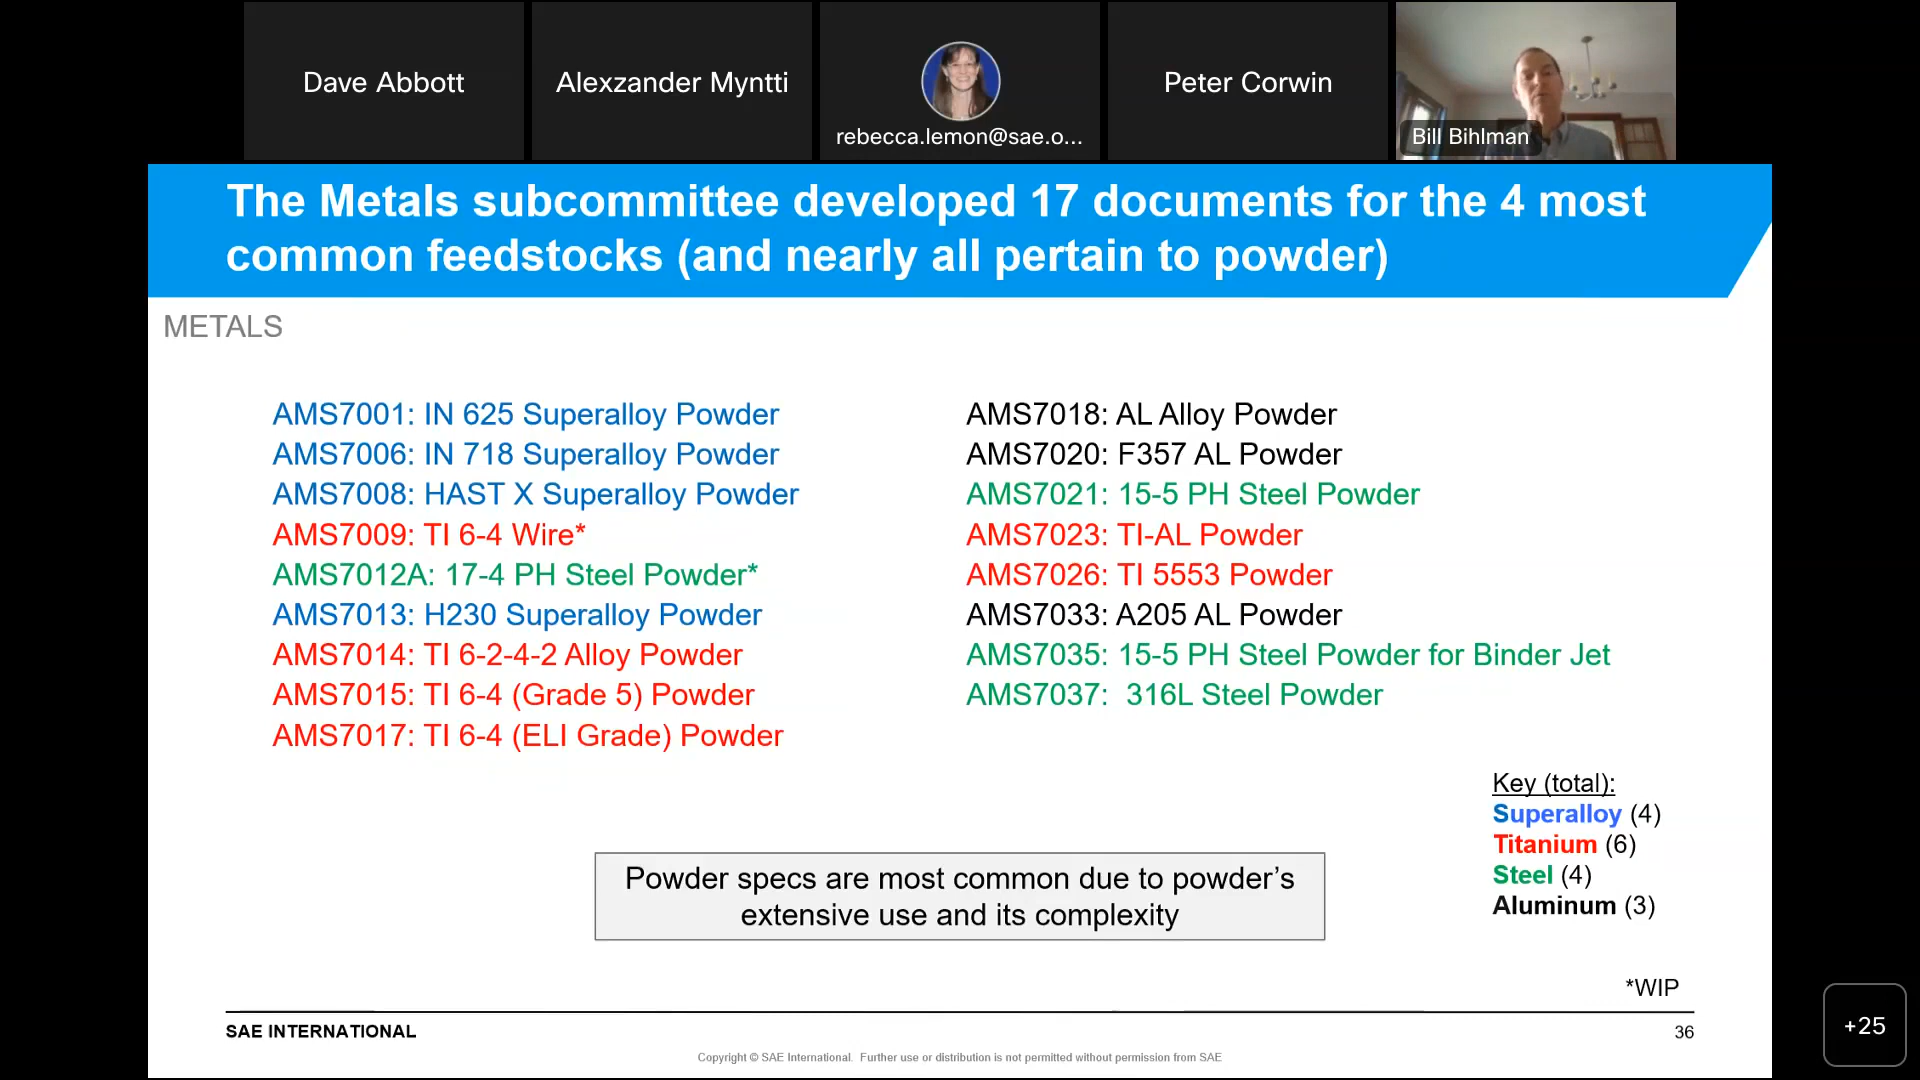 Dave Abbott
Alexzander Myntti
rebecca.lemon@sae.o...
Peter Corwin
Bill Bihlman
The Metals subcommittee developed 17 documents for the 4 most
common feedstocks (and nearly all pertain to powder)
METALS
AMS7001: IN 625 Superalloy Powder
AMS7006: IN 718 Superalloy Powder
AMS7008: HAST X Superalloy Powder
AMS7009: TI 6-4 Wire*
AMS7012A: 17-4 PH Steel Powder*
AMS7013: H230 Superalloy Powder
AMS7014: TI 6-2-4-2 Alloy Powder
AMS7015: TI 6-4 (Grade 5) Powder
AMS7017: TI 6-4 (ELI Grade) Powder
AMS7018: AL Alloy Powder
AMS7020: F357 AL Powder
AMS7021: 15-5 PH Steel Powder
AMS7023: TI-AL Powder
AMS7026: TI 5553 Powder
AMS7033: A205 AL Powder
AMS7035: 15-5 PH Steel Powder for Binder Jet
AMS7037: 316L Steel Powder
Key (total):
Superalloy (4)
Titanium (6)
Steel (4)
Aluminum (3)
Powder specs are most common due to powder’s
extensive use and its complexity
*WIP
SAE INTERNATIONAL
36
Copyright © SAE International. Further use or distribution is not permitted without permission from SAE
+25